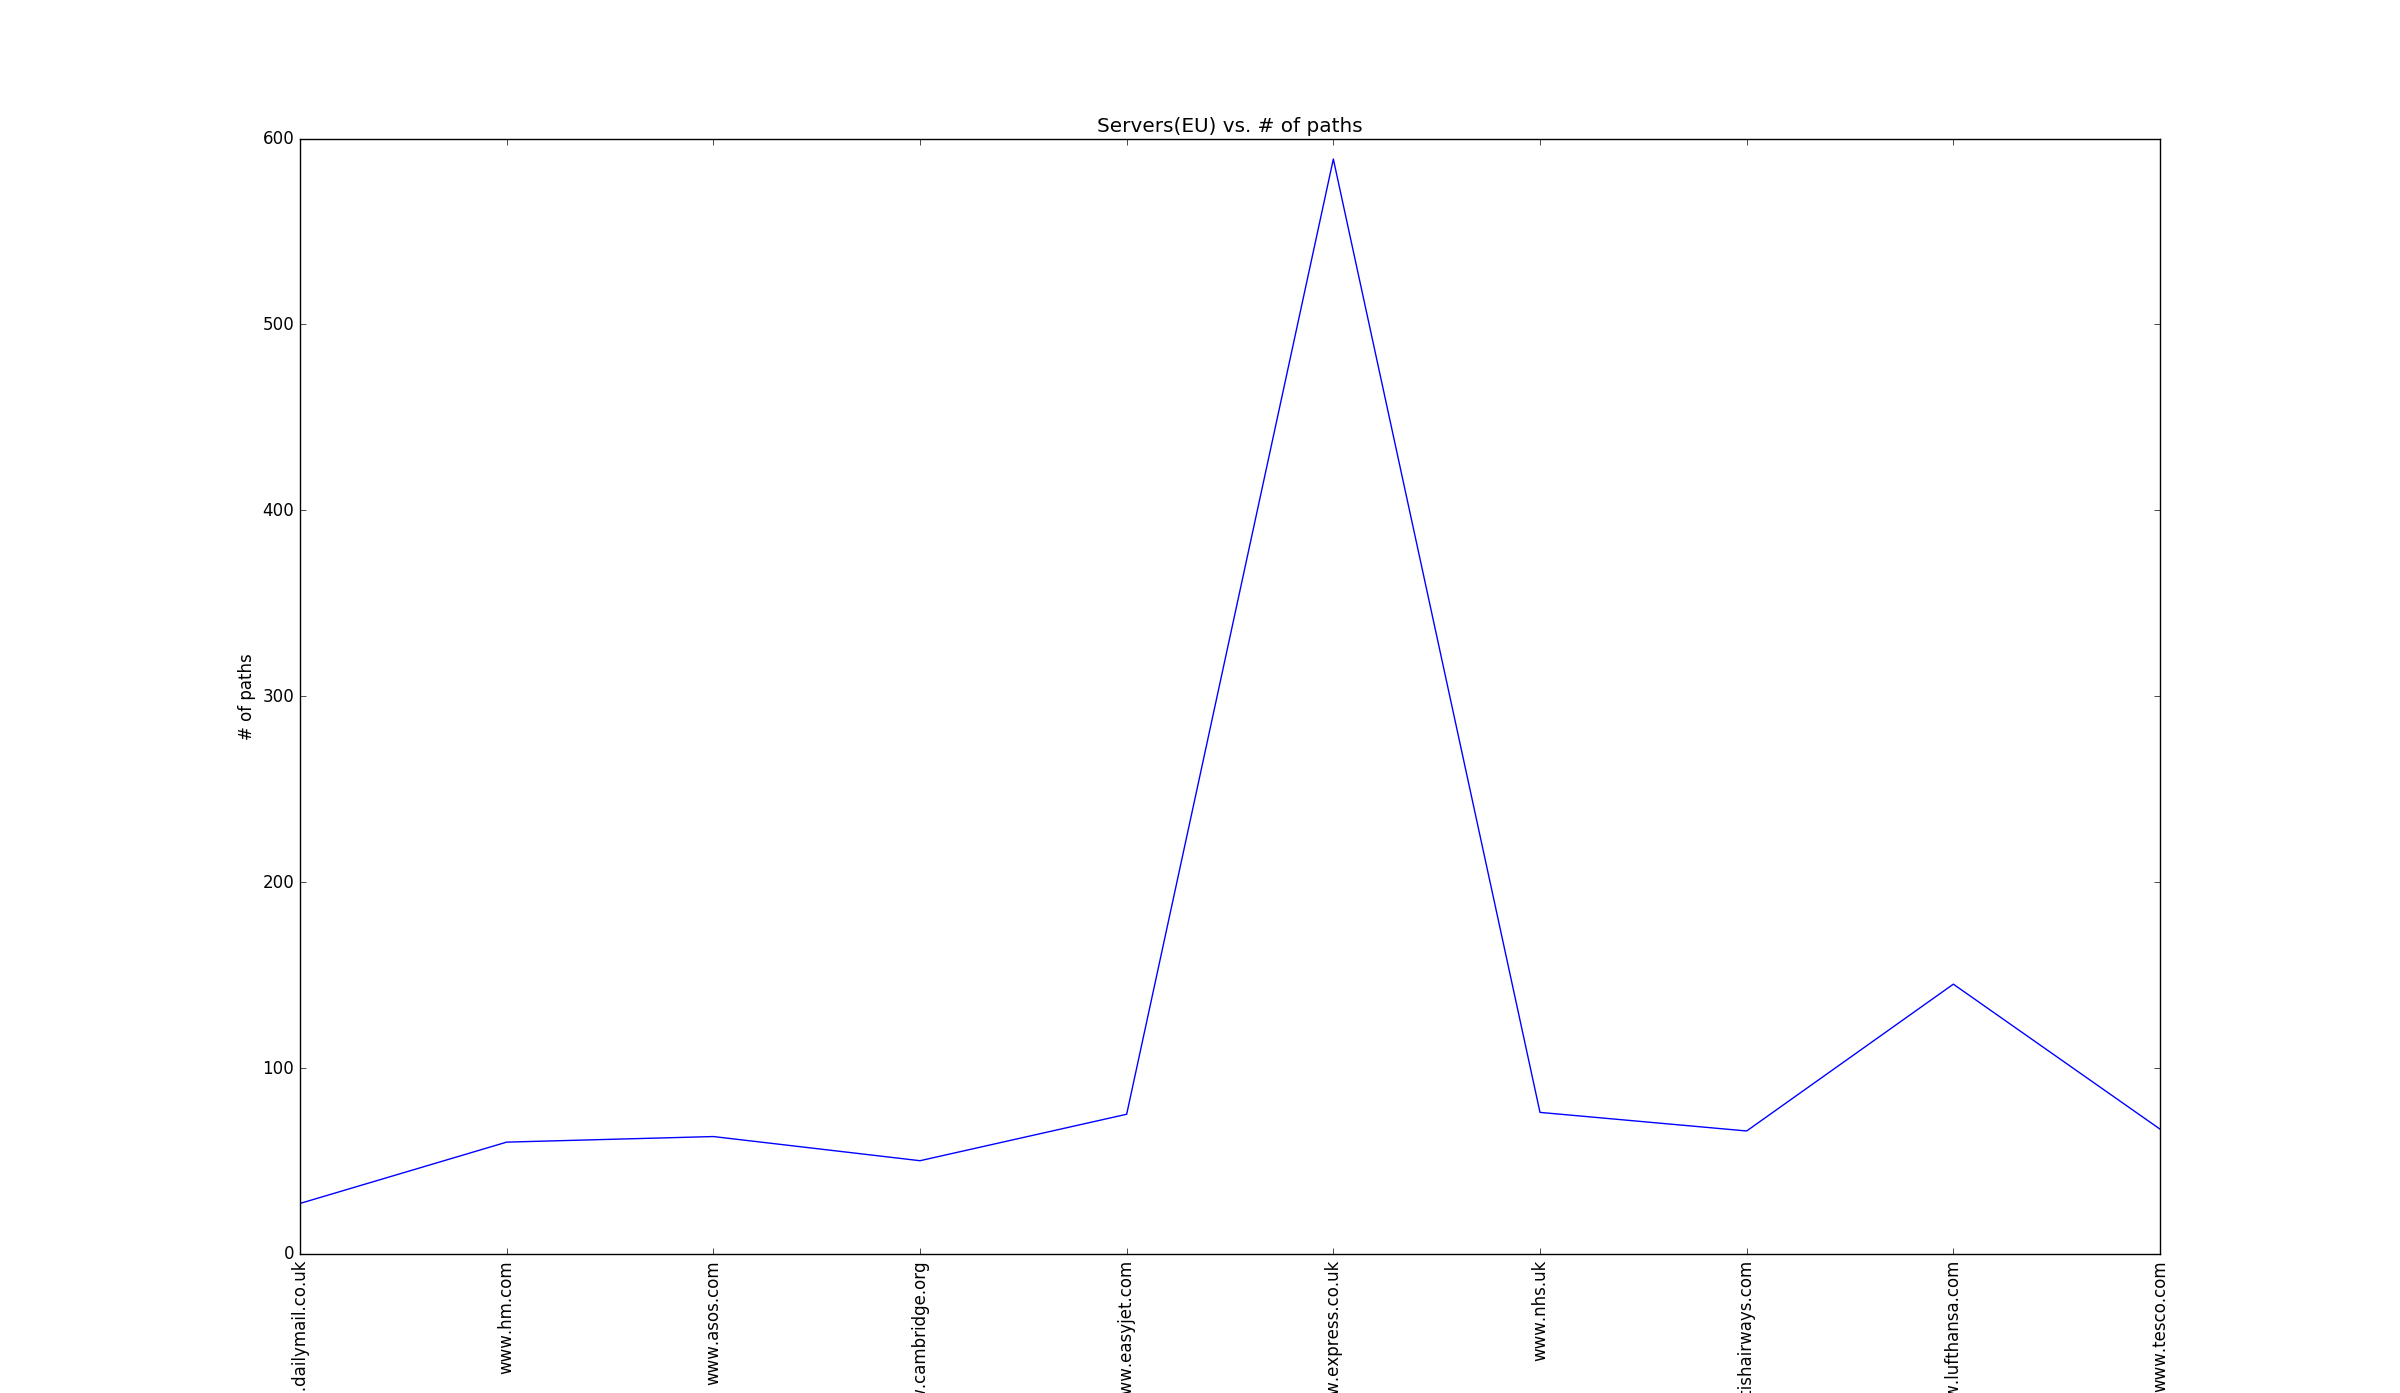 Servers(EU) vs. # of paths
600
500
400
300
200
100
0
# of paths
.dailymail.co.uk
www.hm.com
www.asos.com
.cambridge.org
ww.easyjet.com
w.express.co.uk
www.nhs.uk
ishairways.com
w.lufthansa.com
www.tesco.com